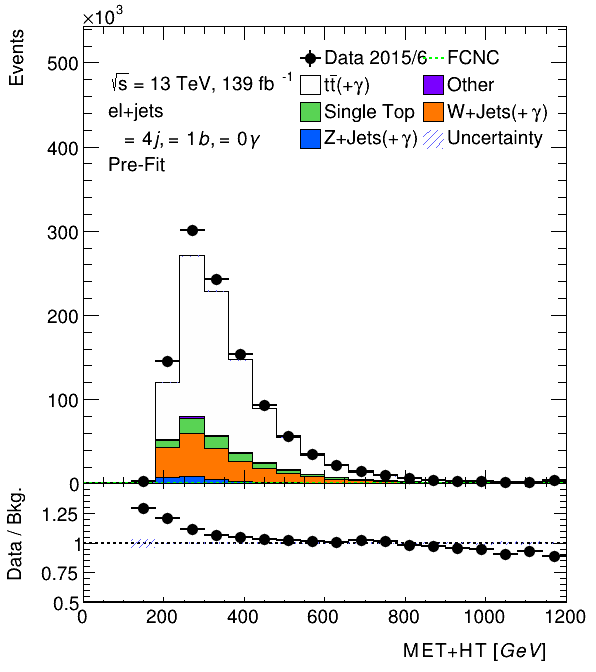 ×10³
Events
500
400
300
200
100
0
√s = 13 TeV, 139 fb -1
el+jets
= 4j, = 1b, = 0γ
Pre-Fit
Data 2015/6 FCNC
tt̄(+γ) Other
Single Top W+Jets(+γ)
Z+Jets(+γ) Uncertainty
Data / Bkg.
1.25
1
0.75
0.5
0 200 400 600 800 1000 1200
MET+HT [GeV]